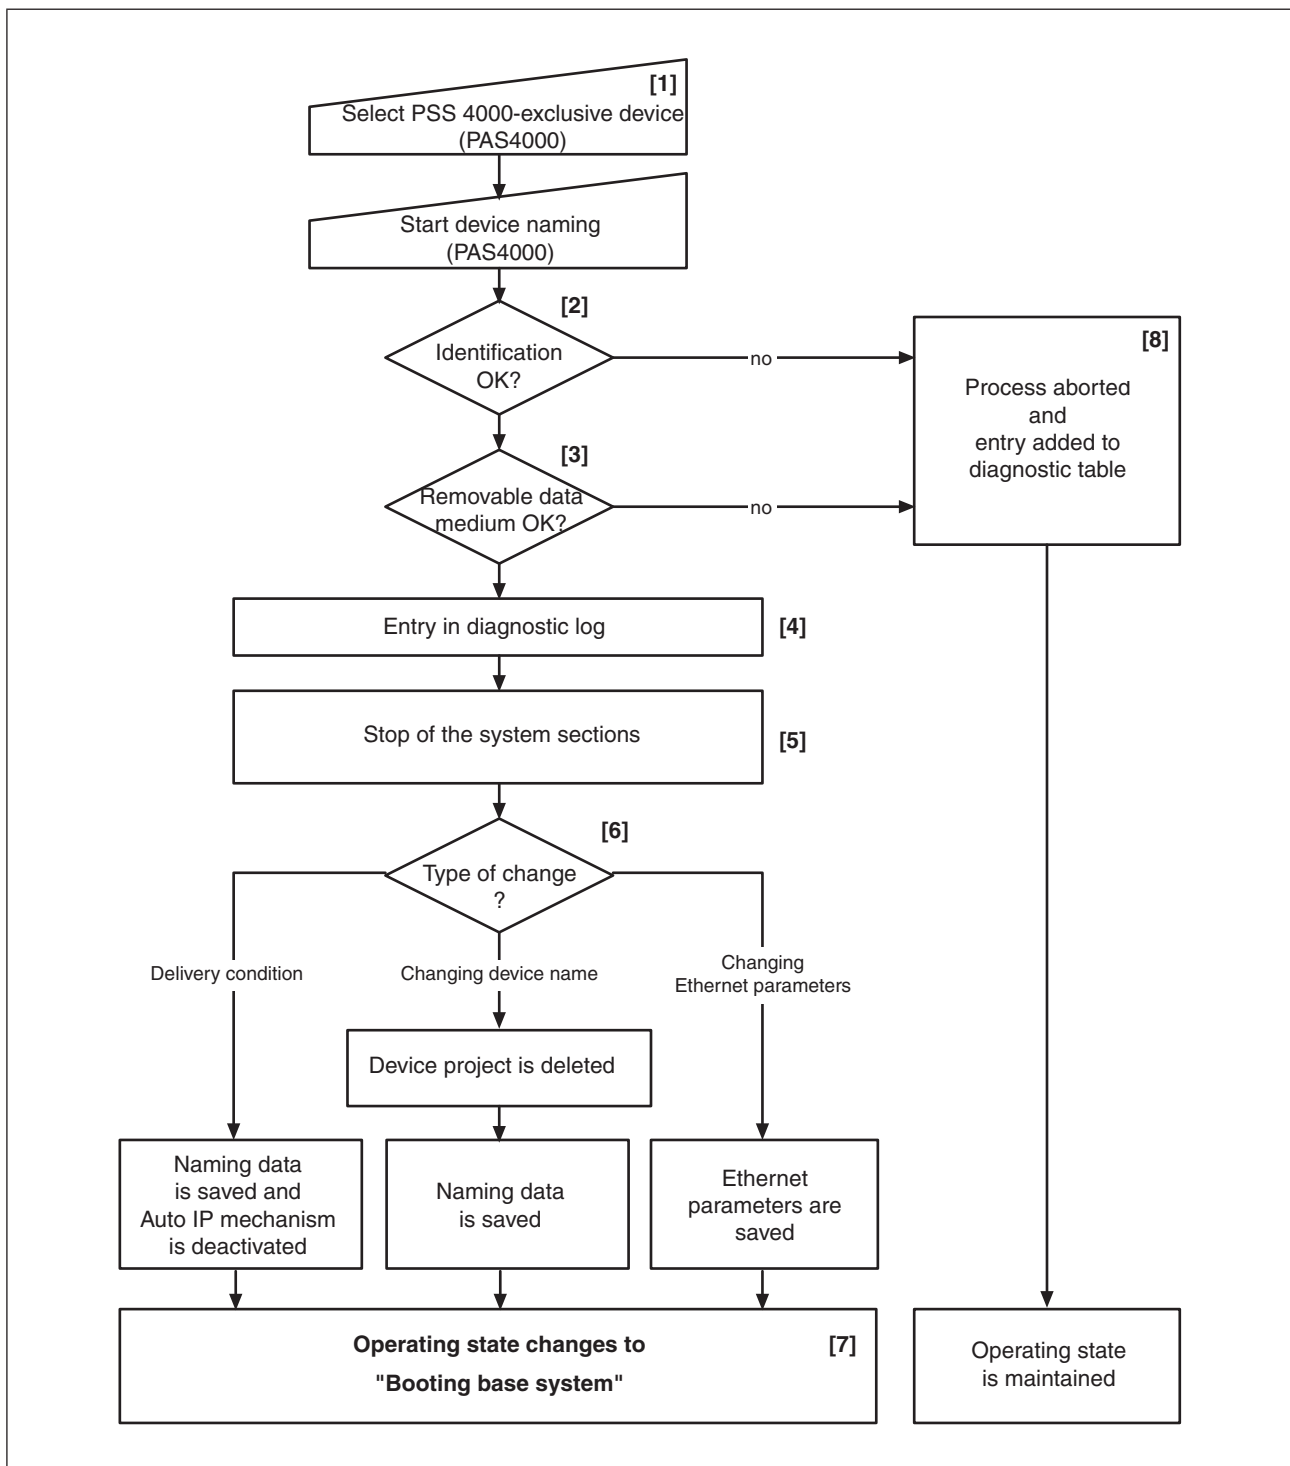 [1]
Select PSS 4000-exclusive device
(PAS4000)
Start device naming
(PAS4000)
[2]
Identification
OK?
no
[8]
Process aborted
and
entry added to
diagnostic table
[3]
Removable data
medium OK?
no
Entry in diagnostic log
[4]
Stop of the system sections
[5]
[6]
Type of change
?
Delivery condition
Changing device name
Changing
Ethernet parameters
Device project is deleted
Naming data
is saved and
Auto IP mechanism
is deactivated
Naming data
is saved
Ethernet
parameters are
saved
Operating state changes to
"Booting base system"
[7]
Operating state
is maintained